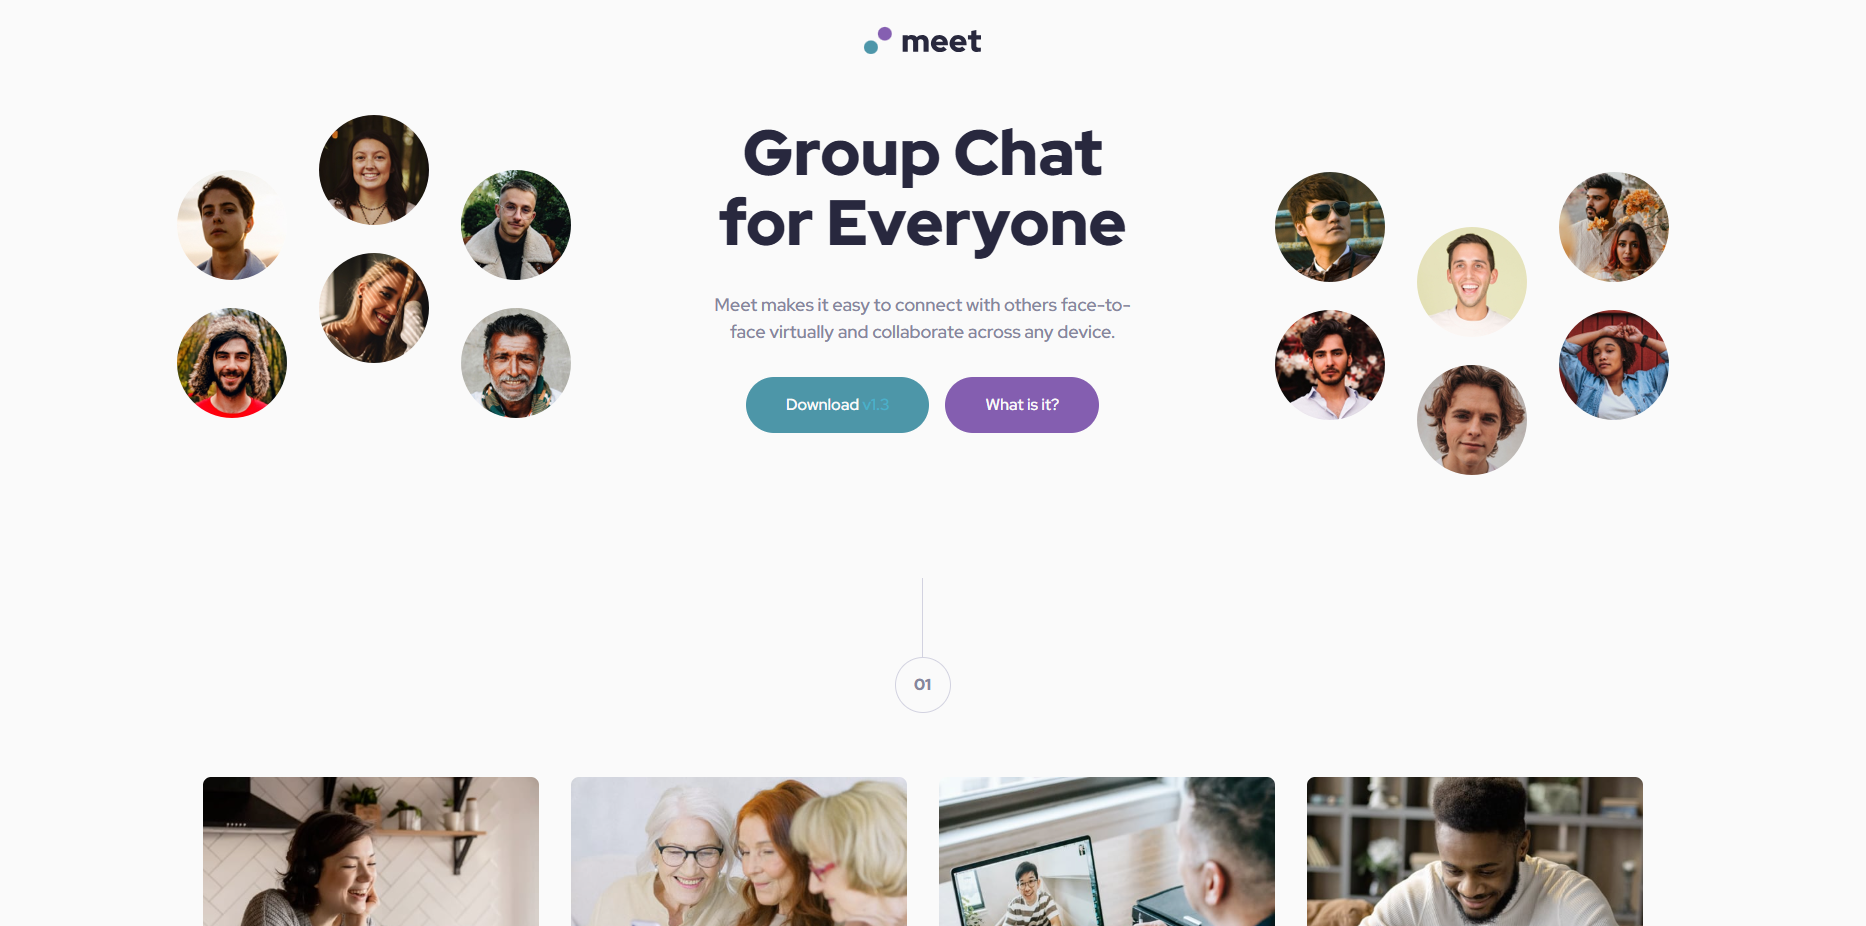 meet
Group Chat
for Everyone
Meet makes it easy to connect with others face-to-
face virtually and collaborate across any device.
Download v1.3
What is it?
01